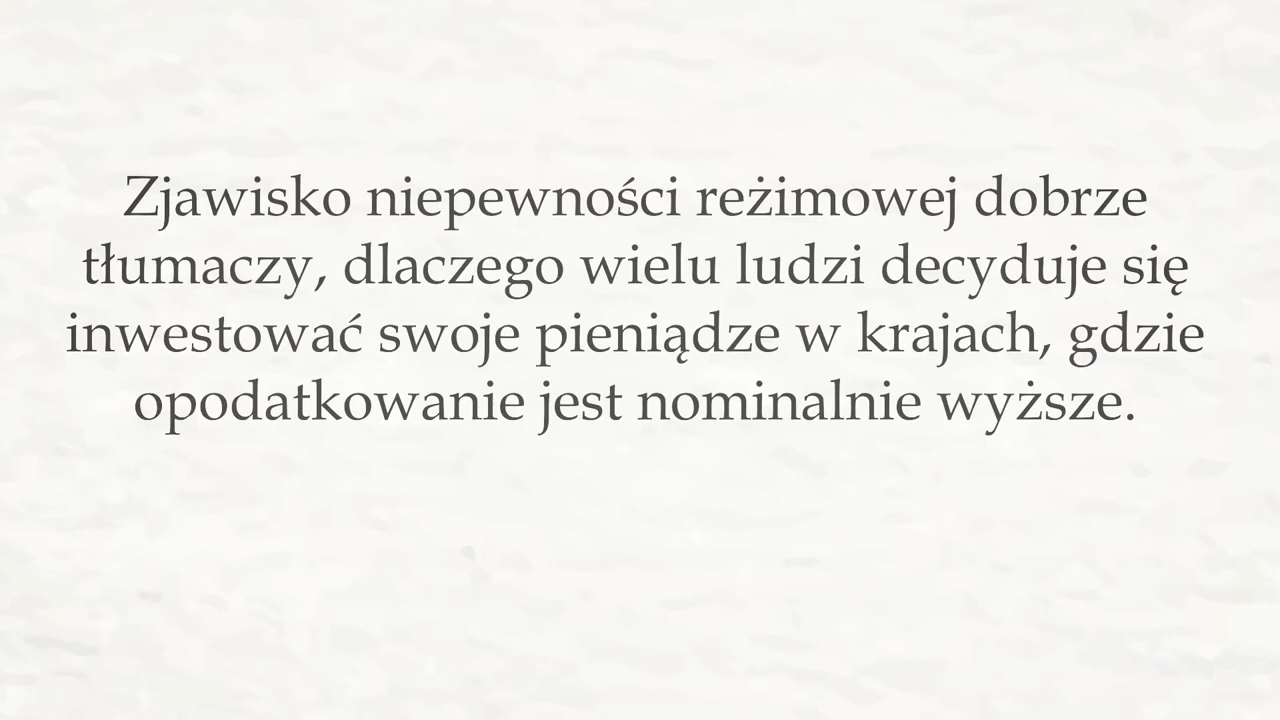 Zjawisko niepewności reżimowej dobrze
tłumaczy, dlaczego wielu ludzi decyduje się
inwestować swoje pieniądze w krajach, gdzie
opodatkowanie jest nominalnie wyższe.